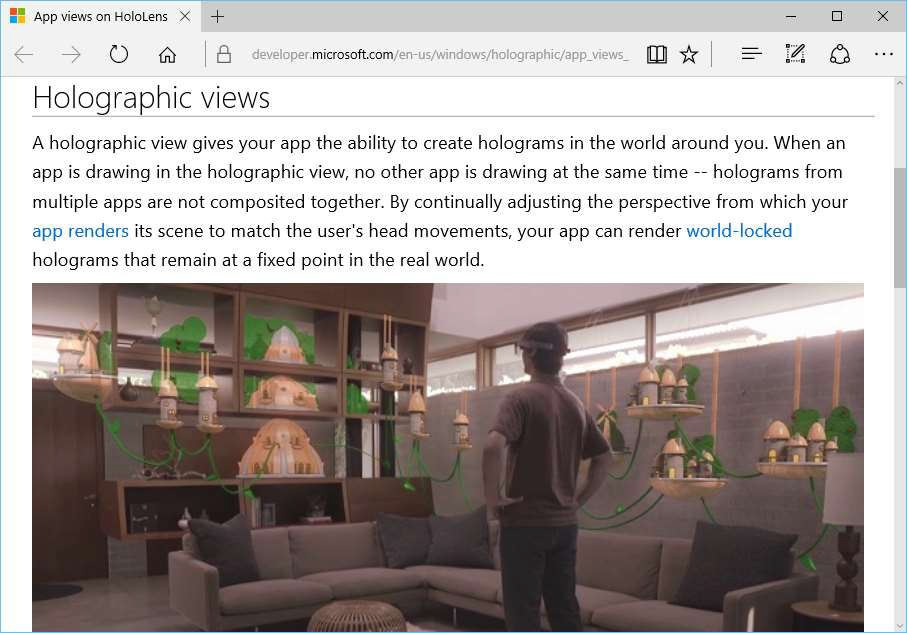 App views on HoloLens
developer.microsoft.com/en-us/windows/holographic/app_views_
Holographic views
A holographic view gives your app the ability to create holograms in the world around you. When an
app is drawing in the holographic view, no other app is drawing at the same time -- holograms from
multiple apps are not composited together. By continually adjusting the perspective from which your
app renders its scene to match the user's head movements, your app can render world-locked
holograms that remain at a fixed point in the real world.